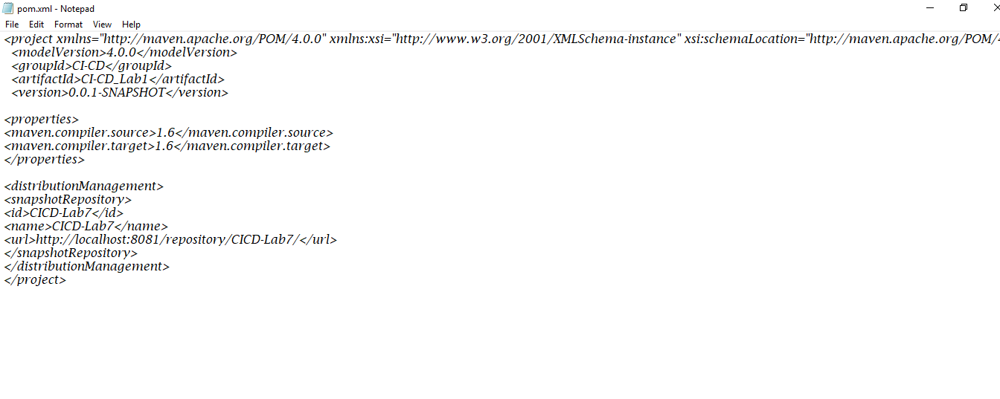 pom.xml - Notepad
File Edit Format View Help
<project xmlns="http://maven.apache.org/POM/4.0.0" xmlns:xsi="http://www.w3.org/2001/XMLSchema-instance" xsi:schemaLocation="http://maven.apache.org/POM/4
<modelVersion>4.0.0</modelVersion>
<groupId>CI-CD</groupId>
<artifactId>CI-CD_Lab1</artifactId>
<version>0.0.1-SNAPSHOT</version>
<properties>
<maven.compiler.source>1.6</maven.compiler.source>
<maven.compiler.target>1.6</maven.compiler.target>
</properties>
<distributionManagement>
<snapshotRepository>
<id>CICD-Lab7</id>
<name>CICD-Lab7</name>
<url>http://localhost:8081/repository/CICD-Lab7/</url>
</snapshotRepository>
</distributionManagement>
</project>